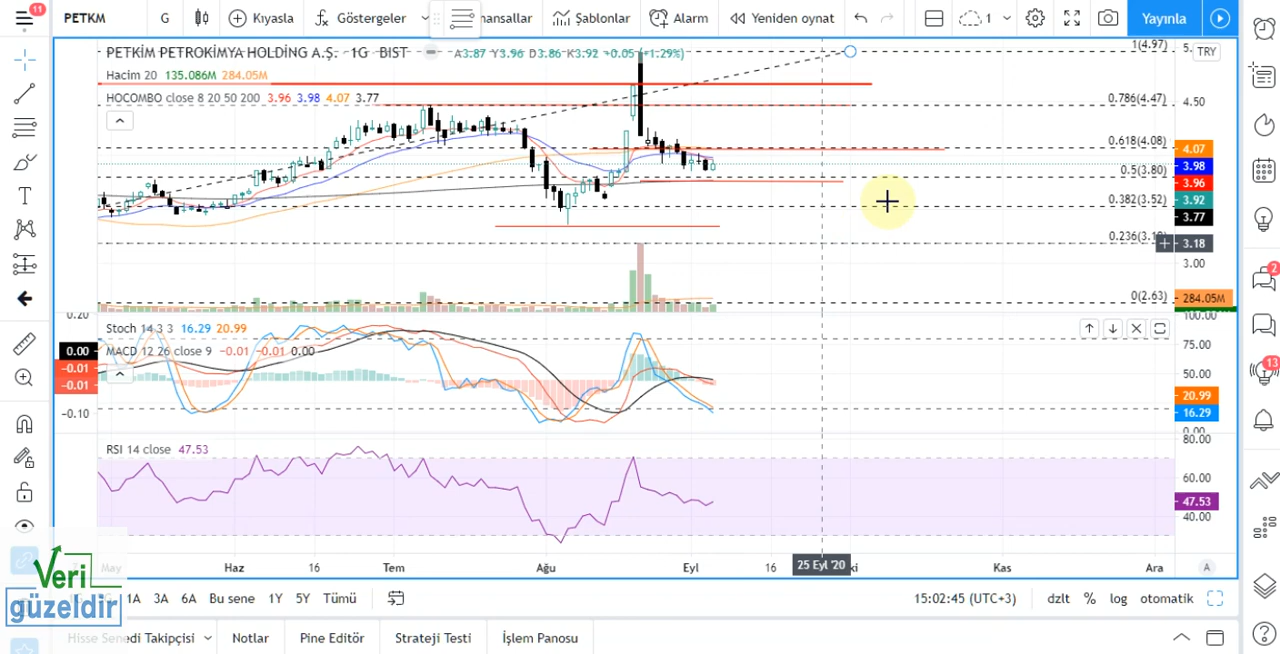 11
PETKM
G
Kıyasla
Göstergeler
nansallar
Şablonlar
Alarm
Yeniden oynat
1
Yayınla
PETKİM PETROKİMYA HOLDİNG A.Ş. · 1G · BIST
A3.87 Y3.96 D3.86 K3.92 +0.05 (+1.29%)
Hacim 20 135.086M 284.05M
HOCOMBO close 8 20 50 200 3.96 3.98 4.07 3.77
1(4.97)
TRY
0.786(4.47)
4.50
0.618(4.08)
4.07
0.5(3.80)
3.98
3.96
0.382(3.52)
3.92
3.77
3.18
3.00
0(2.63)
284.05M
0.20
Stoch 14 3 3 16.29 20.99
100.00
75.00
0.00
MACD 12 26 close 9 −0.01 −0.01 0.00
−0.01
50.00
−0.01
20.99
−0.10
16.29
0.00
RSI 14 close 47.53
80.00
60.00
47.53
40.00
May
Haz
16
Tem
Ağu
Eyl
16
25 Eyl '20
Kas
Ara
A
2
13
Veri
güzeldir
1A
3A
6A
Bu sene
1Y
5Y
Tümü
15:02:45 (UTC+3)
dzlt
%
log
otomatik
Hisse Senedi Takipçisi
Notlar
Pine Editör
Strateji Testi
İşlem Panosu